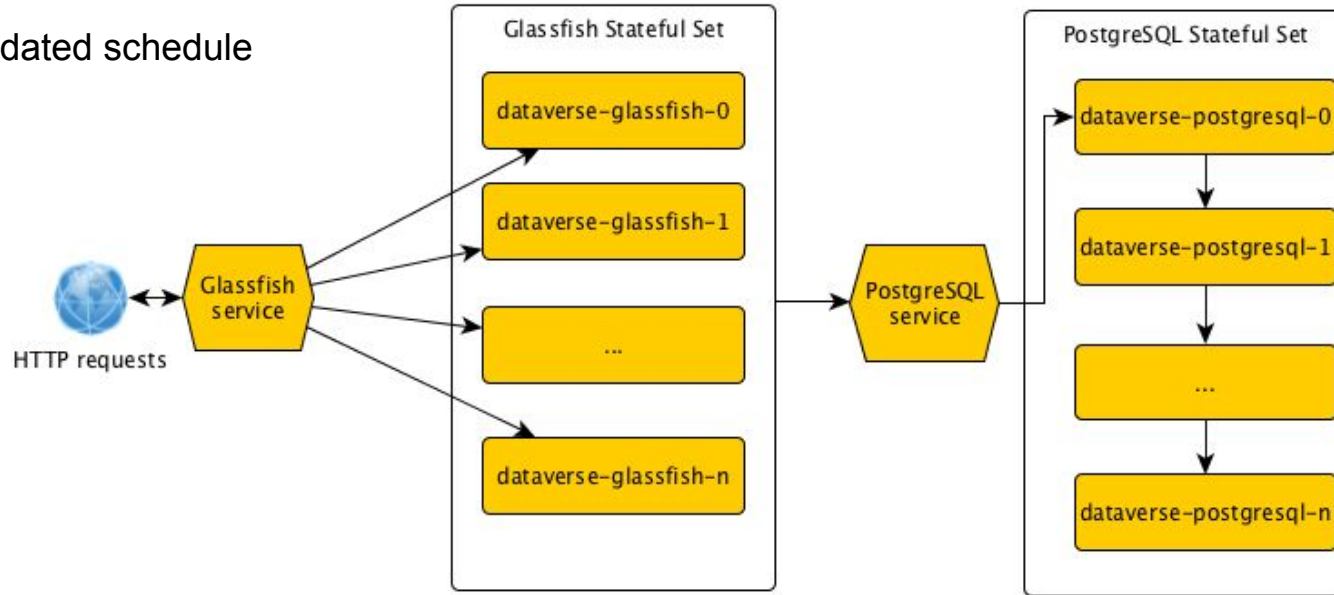 dated schedule
Glassfish Stateful Set
dataverse-glassfish-0
dataverse-glassfish-1
...
dataverse-glassfish-n
Glassfish
service
HTTP requests
PostgreSQL
service
PostgreSQL Stateful Set
dataverse-postgresql-0
dataverse-postgresql-1
...
dataverse-postgresql-n